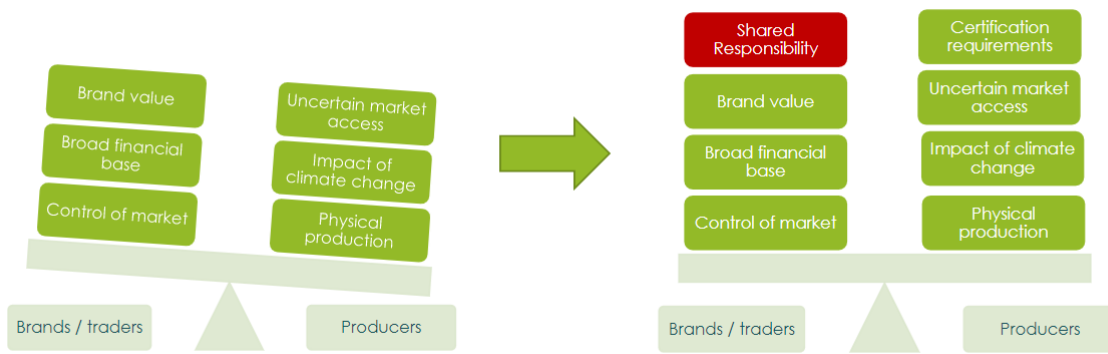 Brand value
Broad financial
base
Control of market
Uncertain market
access
Impact of
climate change
Physical
production
Brands / traders
Producers
Shared
Responsibility
Brand value
Broad financial
base
Control of market
Certification
requirements
Uncertain market
access
Impact of climate
change
Physical
production
Brands / traders
Producers